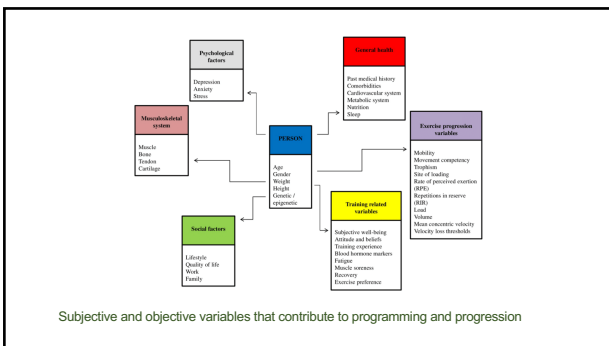 Psychological
factors
Depression
Anxiety
Stress
General health
Past medical history
Comorbidities
Cardiovascular system
Metabolic system
Nutrition
Sleep
Musculoskeletal
system
Muscle
Bone
Tendon
Cartilage
PERSON
Age
Gender
Weight
Height
Genetic /
epigenetic
Exercise progression
variables
Mobility
Movement competency
Trophism
Site of loading
Rate of perceived exertion
(RPE)
Repetitions in reserve
(RIR)
Load
Volume
Mean concentric velocity
Velocity loss thresholds
Social factors
Lifestyle
Quality of life
Work
Family
Training related
variables
Subjective well-being
Attitude and beliefs
Training experience
Blood hormone markers
Fatigue
Muscle soreness
Recovery
Exercise preference
Subjective and objective variables that contribute to programming and progression